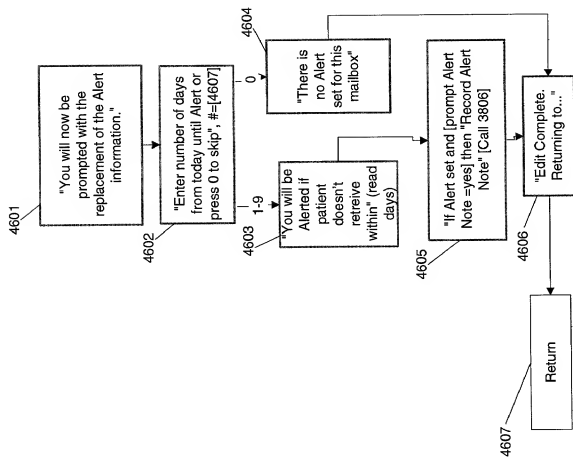 4601
"You will now be
prompted with the
replacement of the Alert
information."
4602
"Enter number of days
from today until Alert or
press 0 to skip", #=[4607]
1-9
0
4603
"You will be
Alerted if
patient
doesn't
retreive
within" (read
days)
4604
"There is
no Alert
set for this
mailbox"
4605
"If Alert set and [prompt Alert
Note =yes] then "Record Alert
Note" [Call 3806]
4606
"Edit Complete.
Returning to..."
4607
Return